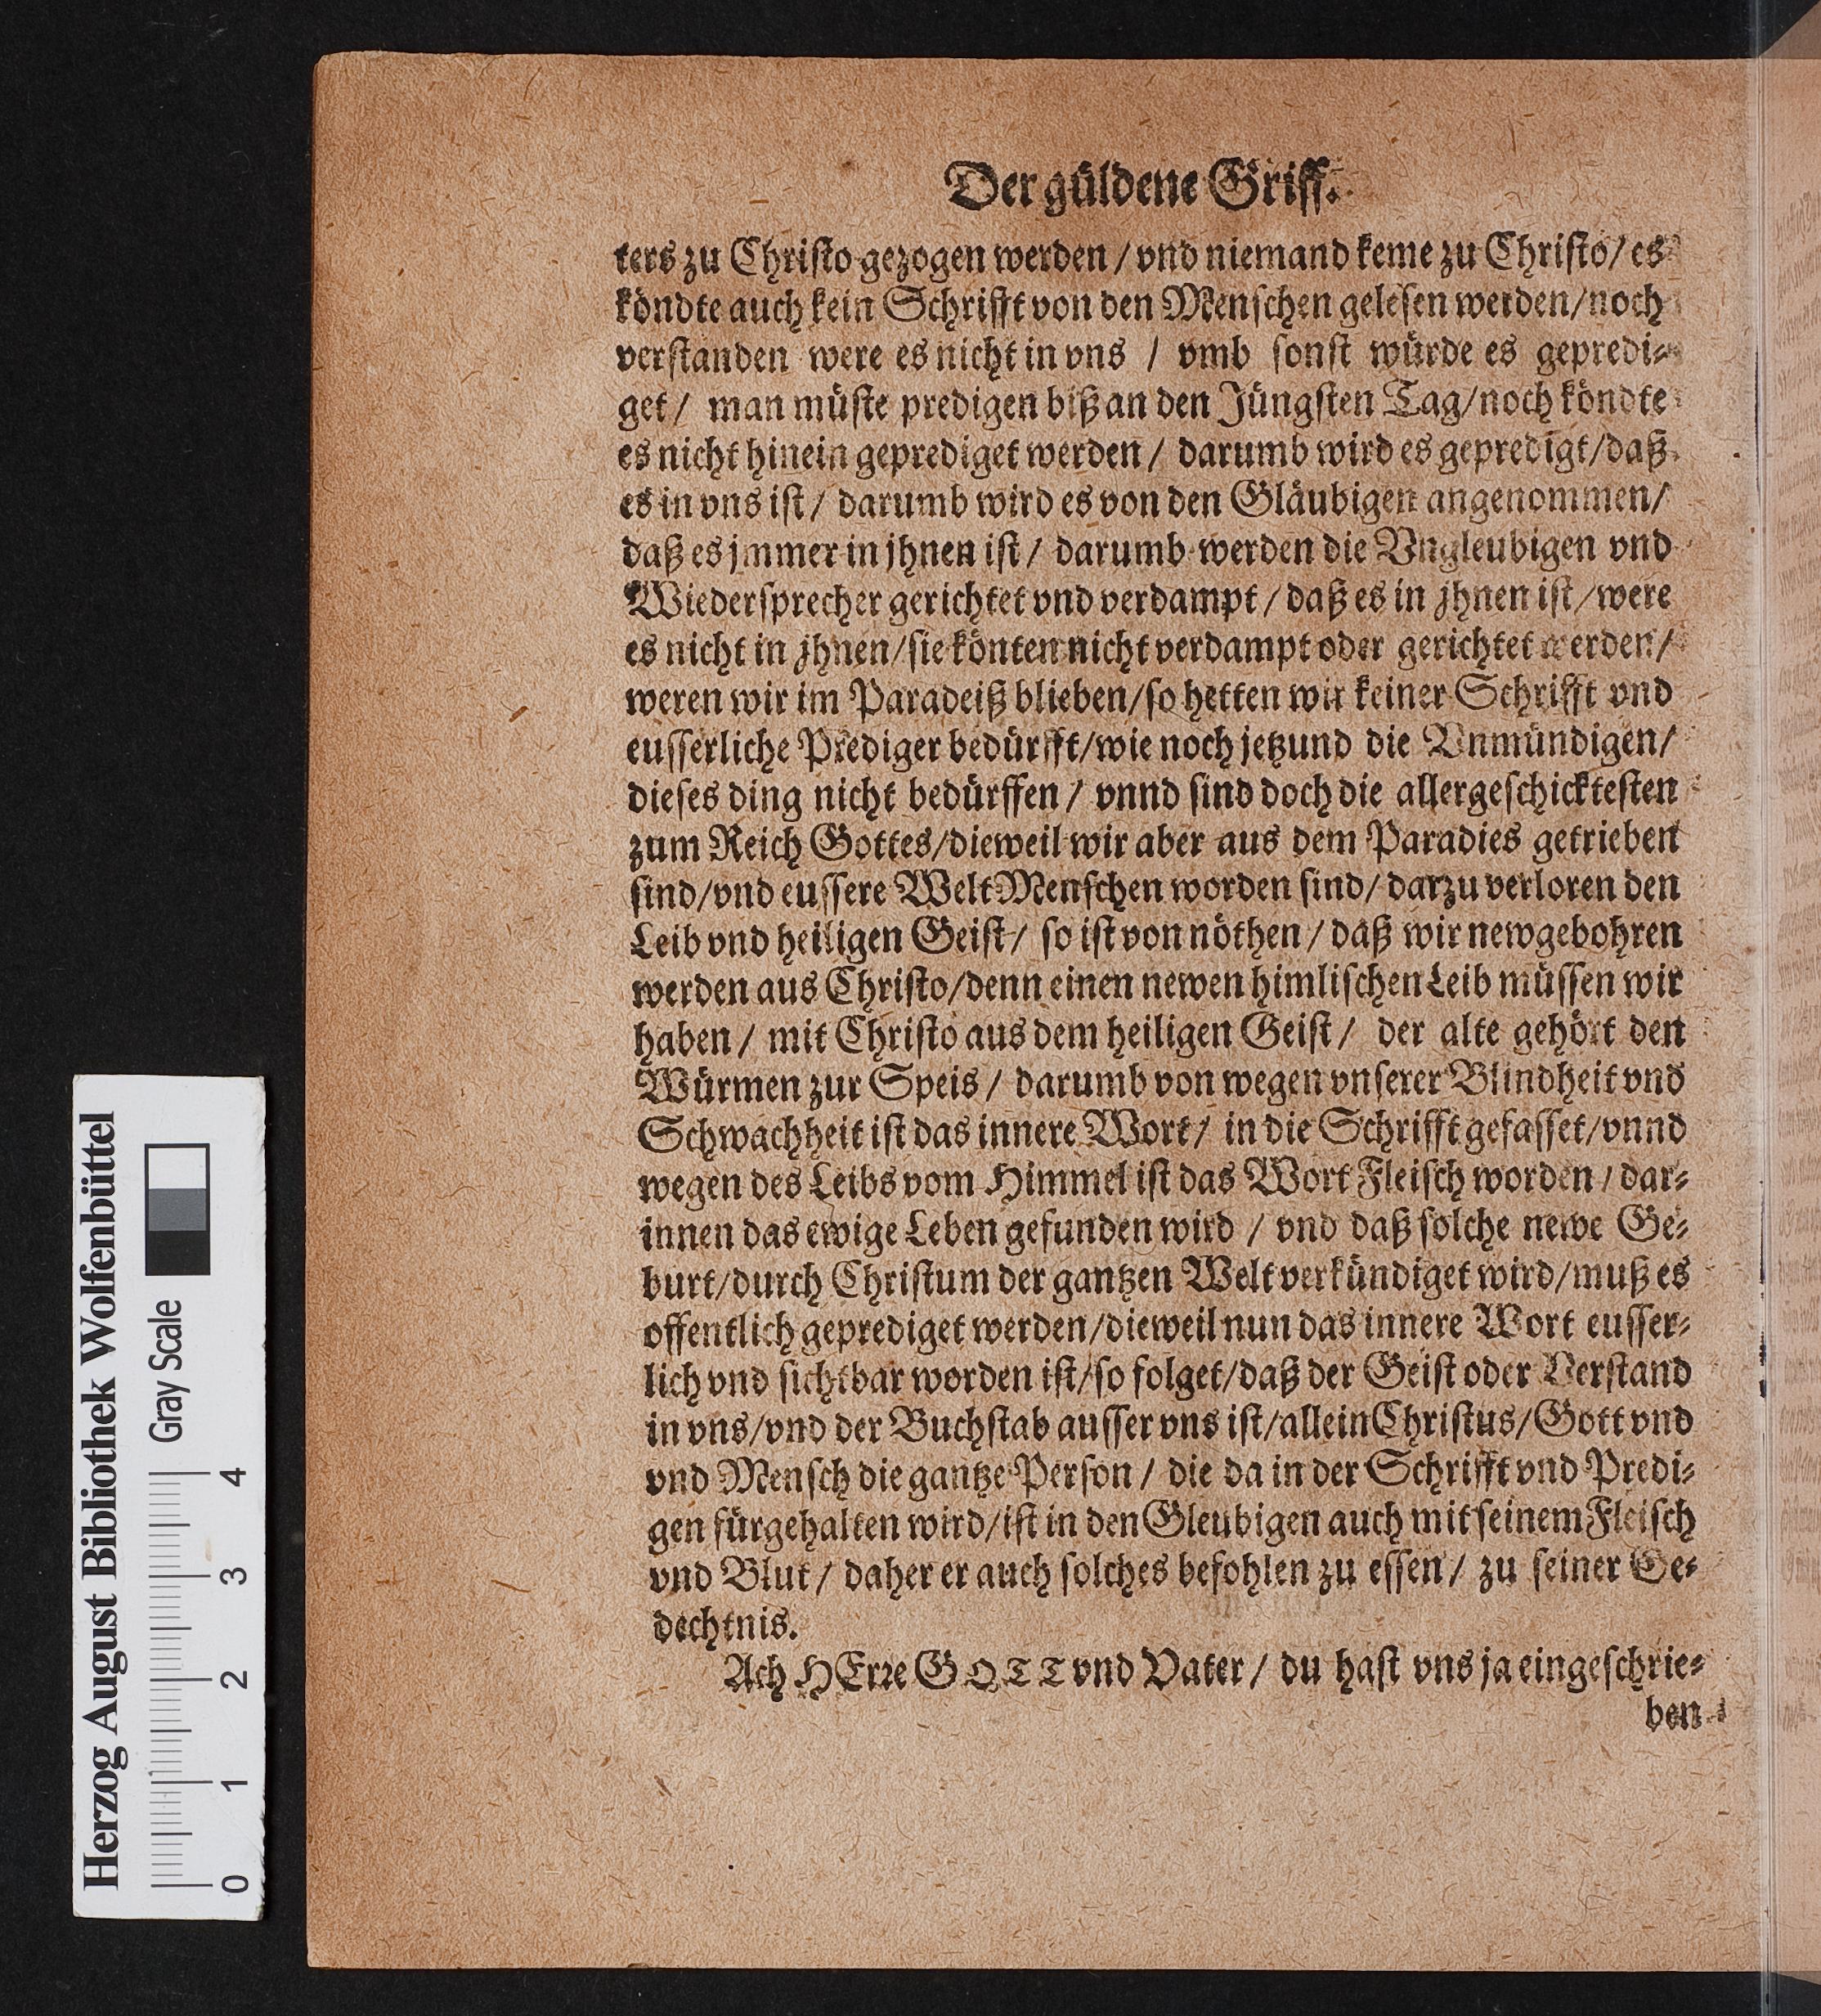 Der güldene Griff.
ters zu Chriſto gezogen werden / vnd niemand keme zu Chriſto / es
köndte auch kein Schrifft von den Menſchen geleſen werden / noch
verſtanden were es nicht in vns / vmb ſonſt würde es gepredi⸗
get / man müſte predigen biß an den Jüngſten Tag / noch köndte
es nicht hinein geprediget werden / darumb wird es gepredigt / daß
es in vns iſt / darumb wird es von den Gläubigen angenommen /
daß es jmmer in jhnen iſt / darumb werden die Vngleubigen vnd
Wiederſprecher gerichtet vnd verdampt / daß es in jhnen iſt / were
es nicht in jhnen / ſie könten nicht verdampt oder gerichtet werden /
weren wir im Paradeiß blieben / ſo hetten wir keiner Schrifft vnd
euſſerliche Prediger bedürfft / wie noch jetzund die Vnmündigen /
dieſes ding nicht bedürffen / vnnd ſind doch die allergeſchickteſten
zum Reich Gottes / dieweil wir aber aus dem Paradies getrieben
ſind / vnd euſſere Welt Menſchen worden ſind / darzu verloren den
Leib vnd heiligen Geiſt / ſo iſt von nöthen / daß wir newgebohren
werden aus Chriſto / denn einen newen himliſchen Leib müſſen wir
haben / mit Chriſto aus dem heiligen Geiſt / der alte gehört den
Würmen zur Speis / darumb von wegen vnſerer Blindheit vnd
Schwachheit iſt das innere Wort / in die Schrifft gefaſſet / vnnd
wegen des Leibs vom Himmel iſt das Wort Fleiſch worden / dar⸗
innen das ewige Leben gefunden wird / vnd daß ſolche newe Ge⸗
burt / durch Chriſtum der gantzen Welt verkündiget wird / muß es
offentlich geprediget werden / dieweil nun das innere Wort euſſer⸗
lich vnd ſichtbar worden iſt / ſo folget / daß der Geiſt oder Verſtand
in vns / vnd der Buchſtab auſſer vns iſt / allein Chriſtus / Gott vnd
vnd Menſch die gantze Perſon / die da in der Schrifft vnd Predi⸗
gen fürgehalten wird / iſt in den Gleubigen auch mit ſeinem Fleiſch
vnd Blut / daher er auch ſolches befohlen zu eſſen / zu ſeiner Ge⸗
dechtnis.
Ach HErꝛe GOTT vnd Vater / du haſt vns ja eingeſchrie⸗
ben
Herzog August Bibliothek Wolfenbüttel
Gray Scale
0 1 2 3 4